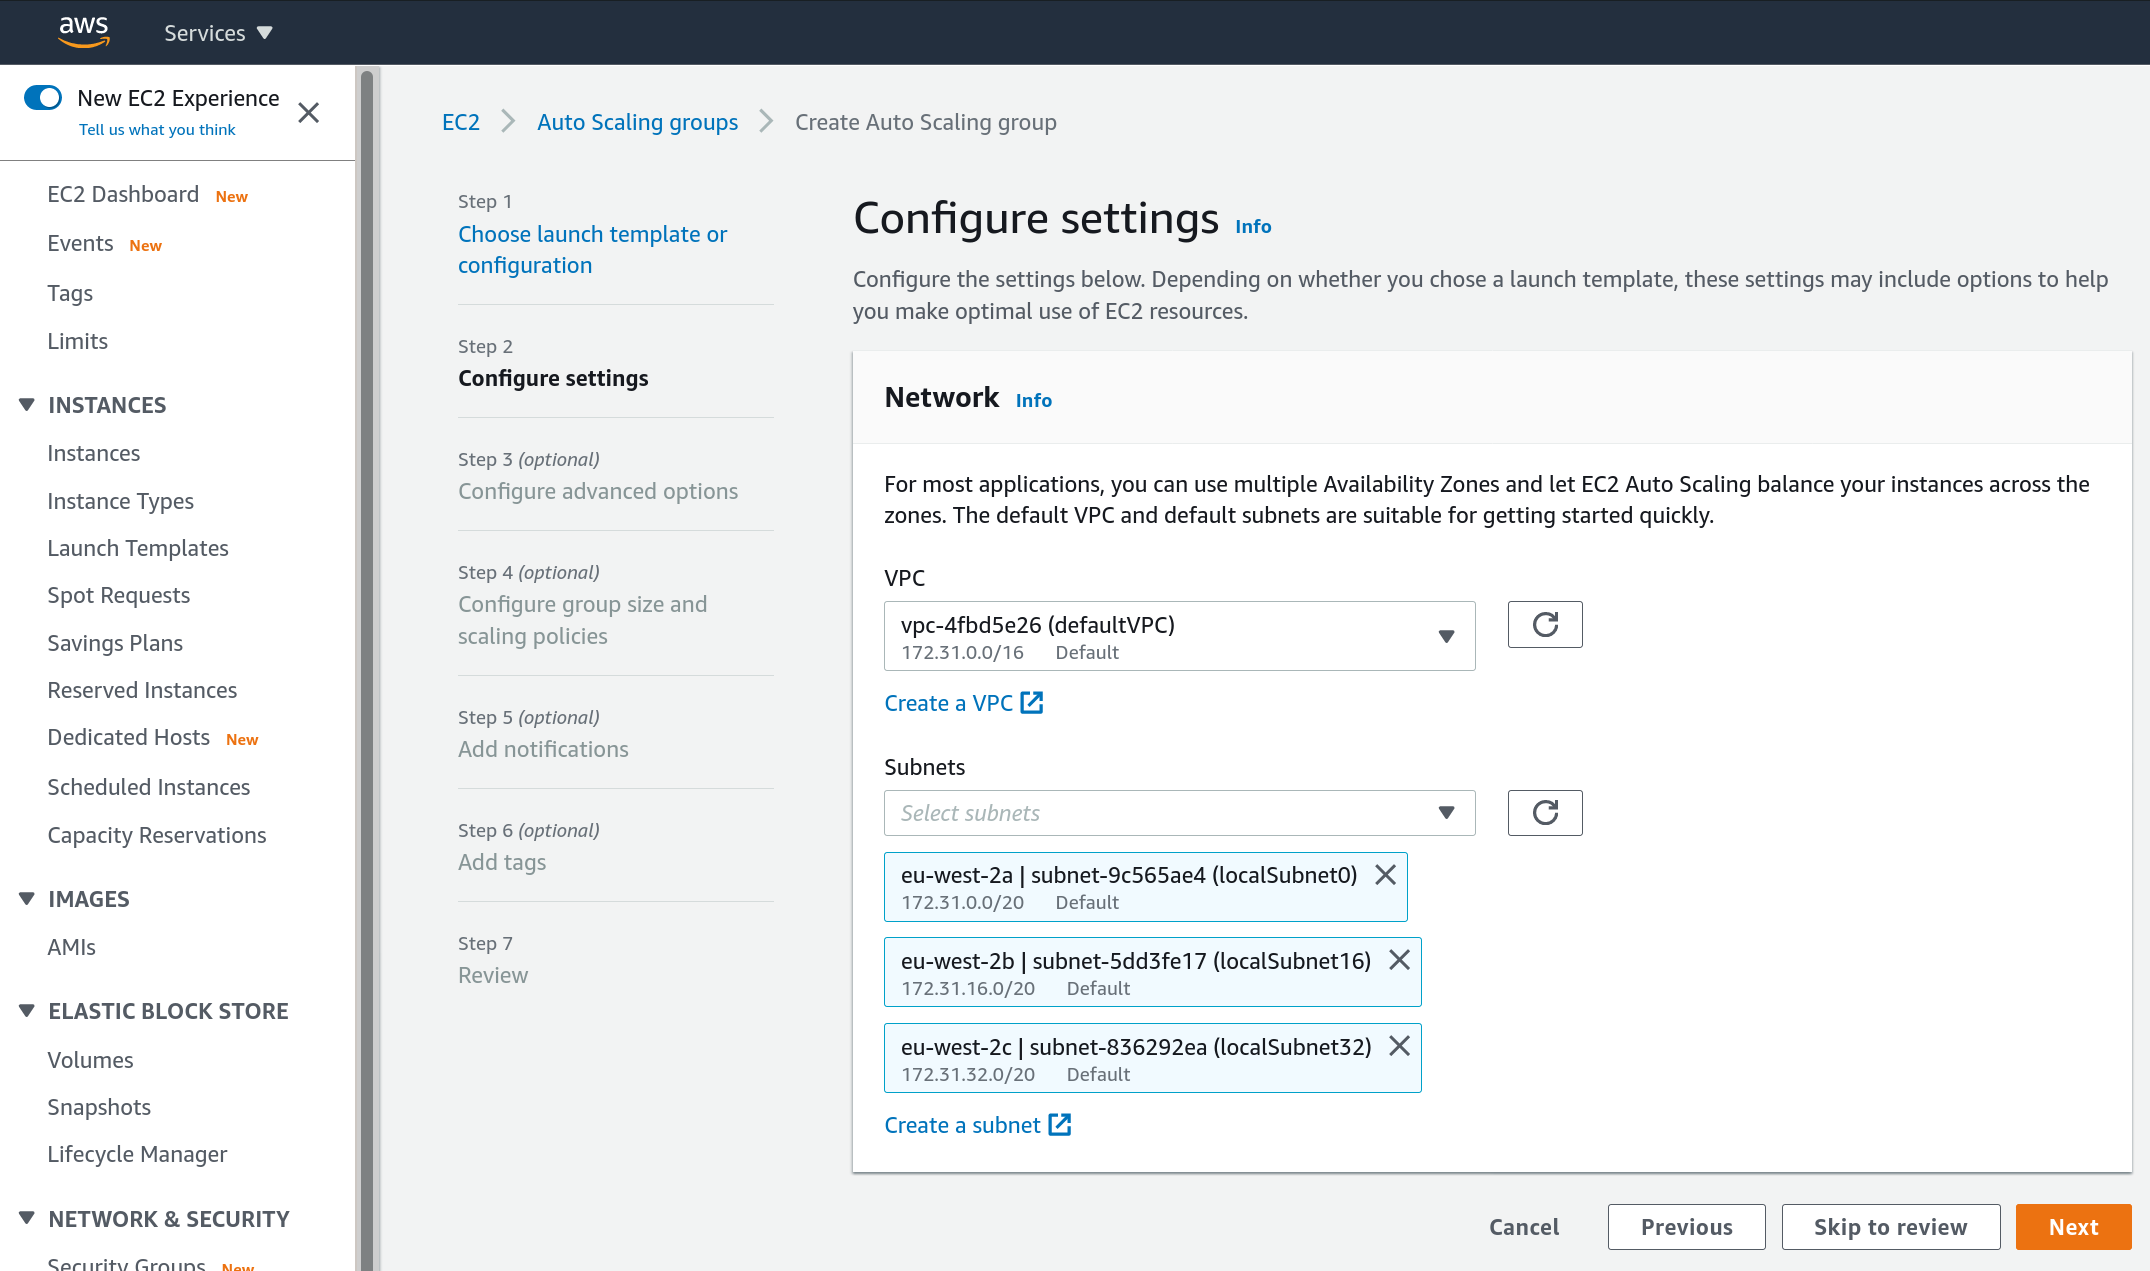 aws
Services
New EC2 Experience
Tell us what you think
EC2 Dashboard New
Events New
Tags
Limits
INSTANCES
Instances
Instance Types
Launch Templates
Spot Requests
Savings Plans
Reserved Instances
Dedicated Hosts New
Scheduled Instances
Capacity Reservations
IMAGES
AMIs
ELASTIC BLOCK STORE
Volumes
Snapshots
Lifecycle Manager
NETWORK & SECURITY
Security Groups New
EC2 Auto Scaling groups Create Auto Scaling group
Step 1
Choose launch template or
configuration
Step 2
Configure settings
Step 3 (optional)
Configure advanced options
Step 4 (optional)
Configure group size and
scaling policies
Step 5 (optional)
Add notifications
Step 6 (optional)
Add tags
Step 7
Review
Configure settings Info
Configure the settings below. Depending on whether you chose a launch template, these settings may include options to help
you make optimal use of EC2 resources.
Network Info
For most applications, you can use multiple Availability Zones and let EC2 Auto Scaling balance your instances across the
zones. The default VPC and default subnets are suitable for getting started quickly.
VPC
vpc-4fbd5e26 (defaultVPC)
172.31.0.0/16 Default
Create a VPC
Subnets
Select subnets
eu-west-2a | subnet-9c565ae4 (localSubnet0)
172.31.0.0/20 Default
eu-west-2b | subnet-5dd3fe17 (localSubnet16)
172.31.16.0/20 Default
eu-west-2c | subnet-836292ea (localSubnet32)
172.31.32.0/20 Default
Create a subnet
Cancel Previous Skip to review Next